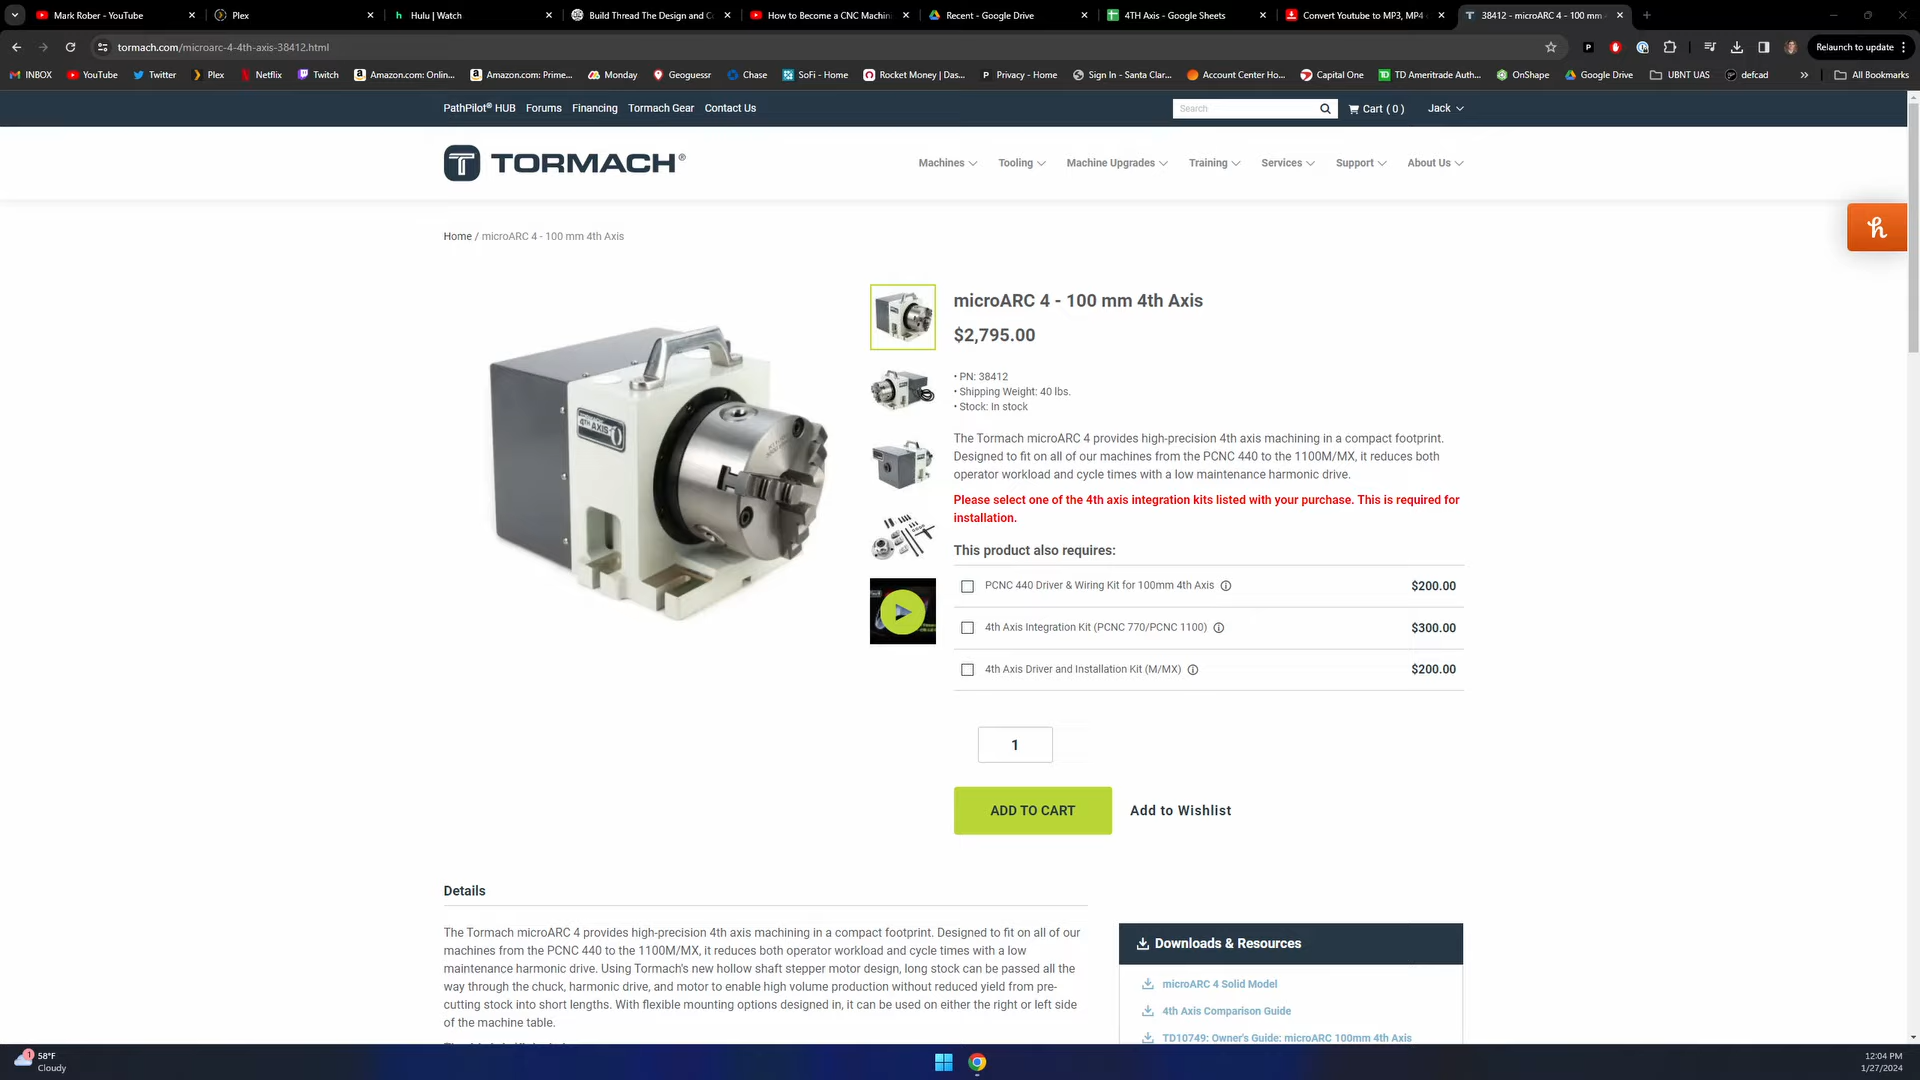 Mark Rober - YouTube
Plex
Hulu | Watch
Build Thread The Design and C
How to Become a CNC Machin
Recent - Google Drive
4TH Axis - Google Sheets
Convert Youtube to MP3, MP4
38412 - microARC 4 - 100 mm
tormach.com/microarc-4-4th-axis-38412.html
Relaunch to update
INBOX
YouTube
Twitter
Plex
Netflix
Twitch
Amazon.com: Onlin...
Amazon.com: Prime...
Monday
Geoguessr
Chase
SoFi - Home
Rocket Money | Das...
Privacy - Home
Sign In - Santa Clar...
Account Center Ho...
Capital One
TD Ameritrade Auth...
OnShape
Google Drive
UBNT UAS
defcad
All Bookmarks
PathPilot® HUB
Forums
Financing
Tormach Gear
Contact Us
Search
Cart ( 0 )
Jack
TORMACH®
Machines
Tooling
Machine Upgrades
Training
Services
Support
About Us
Home / microARC 4 - 100 mm 4th Axis
4TH AXIS
microARC 4 - 100 mm 4th Axis
$2,795.00
• PN: 38412
• Shipping Weight: 40 lbs.
• Stock: In stock
The Tormach microARC 4 provides high-precision 4th axis machining in a compact footprint.
Designed to fit on all of our machines from the PCNC 440 to the 1100M/MX, it reduces both
operator workload and cycle times with a low maintenance harmonic drive.
Please select one of the 4th axis integration kits listed with your purchase. This is required for
installation.
This product also requires:
PCNC 440 Driver & Wiring Kit for 100mm 4th Axis
$200.00
4th Axis Integration Kit (PCNC 770/PCNC 1100)
$300.00
4th Axis Driver and Installation Kit (M/MX)
$200.00
1
ADD TO CART
Add to Wishlist
Details
The Tormach microARC 4 provides high-precision 4th axis machining in a compact footprint. Designed to fit on all of our
machines from the PCNC 440 to the 1100M/MX, it reduces both operator workload and cycle times with a low
maintenance harmonic drive. Using Tormach's new hollow shaft stepper motor design, long stock can be passed all the
way through the chuck, harmonic drive, and motor to enable high volume production without reduced yield from pre-
cutting stock into short lengths. With flexible mounting options designed in, it can be used on either the right or left side
of the machine table.
Downloads & Resources
microARC 4 Solid Model
4th Axis Comparison Guide
TD10749: Owner's Guide: microARC 100mm 4th Axis
1
58°F
Cloudy
12:04 PM
1/27/2024